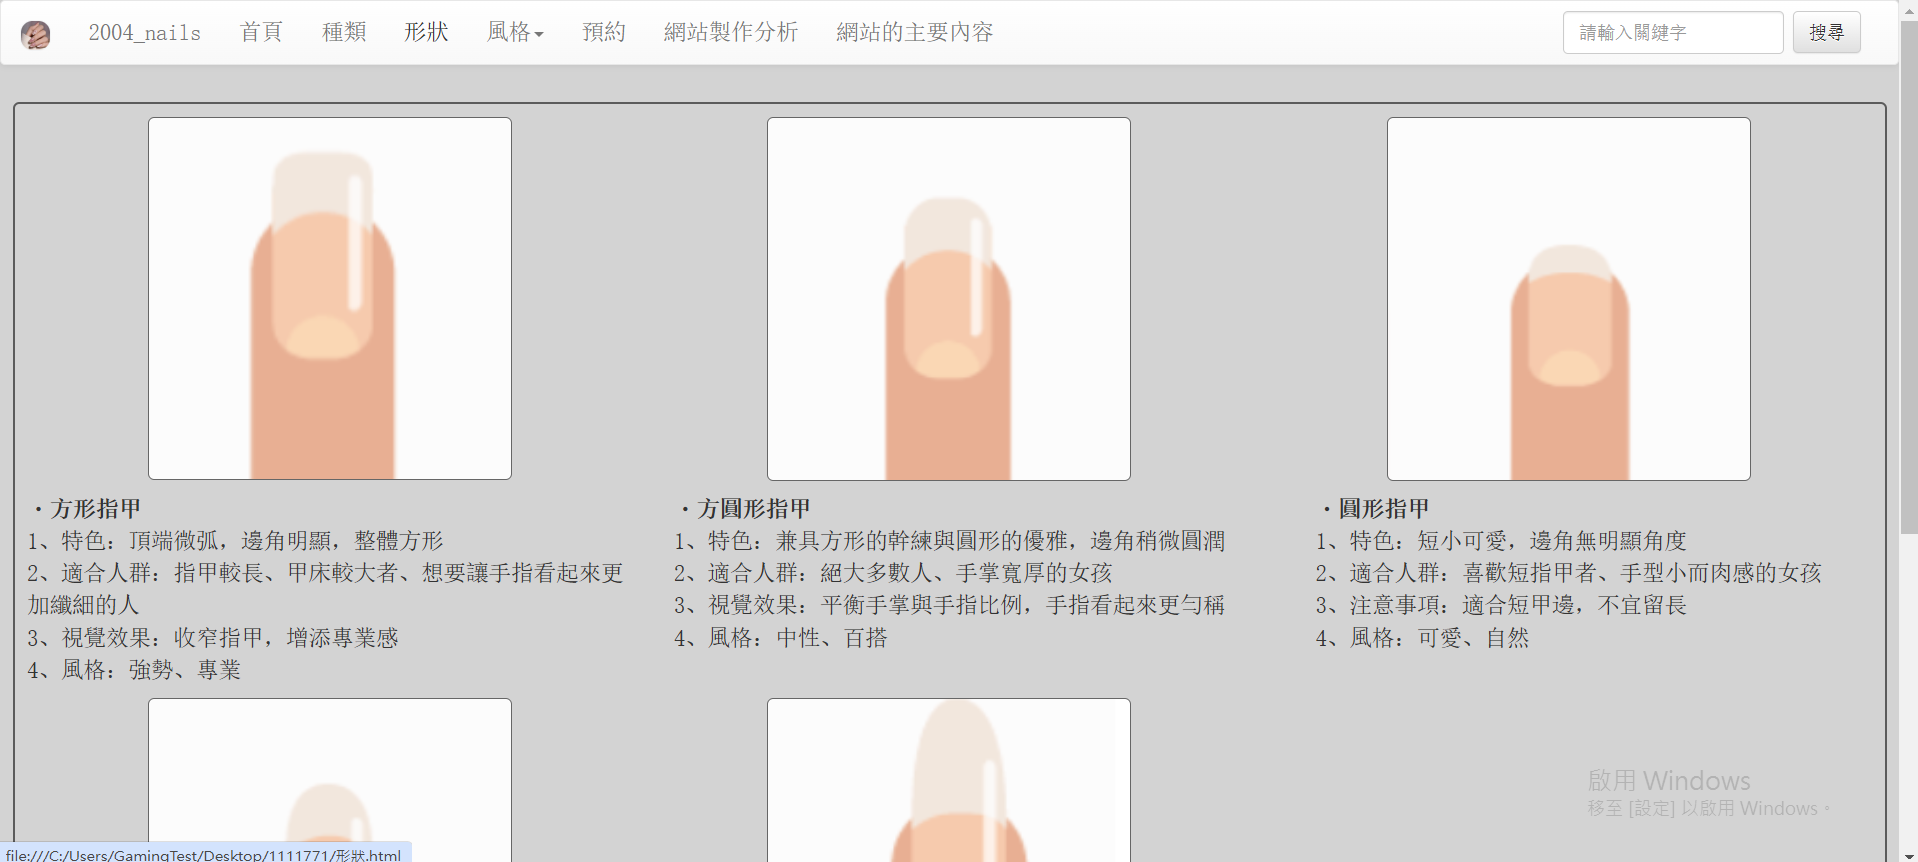 2004_nails 首頁 種類 形狀 風格 預約 網站製作分析 網站的主要內容 請輸入關鍵字 搜尋
・方形指甲
1、特色：頂端微弧，邊角明顯，整體方形
2、適合人群：指甲較長、甲床較大者、想要讓手指看起來更
加纖細的人
3、視覺效果：收窄指甲，增添專業感
4、風格：強勢、專業
・方圓形指甲
1、特色：兼具方形的幹練與圓形的優雅，邊角稍微圓潤
2、適合人群：絕大多數人、手掌寬厚的女孩
3、視覺效果：平衡手掌與手指比例，手指看起來更勻稱
4、風格：中性、百搭
・圓形指甲
1、特色：短小可愛，邊角無明顯角度
2、適合人群：喜歡短指甲者、手型小而肉感的女孩
3、注意事項：適合短甲邊，不宜留長
4、風格：可愛、自然
啟用 Windows
移至 [設定] 以啟用 Windows。
file:///C:/Users/GamingTest/Desktop/1111771/形狀.html